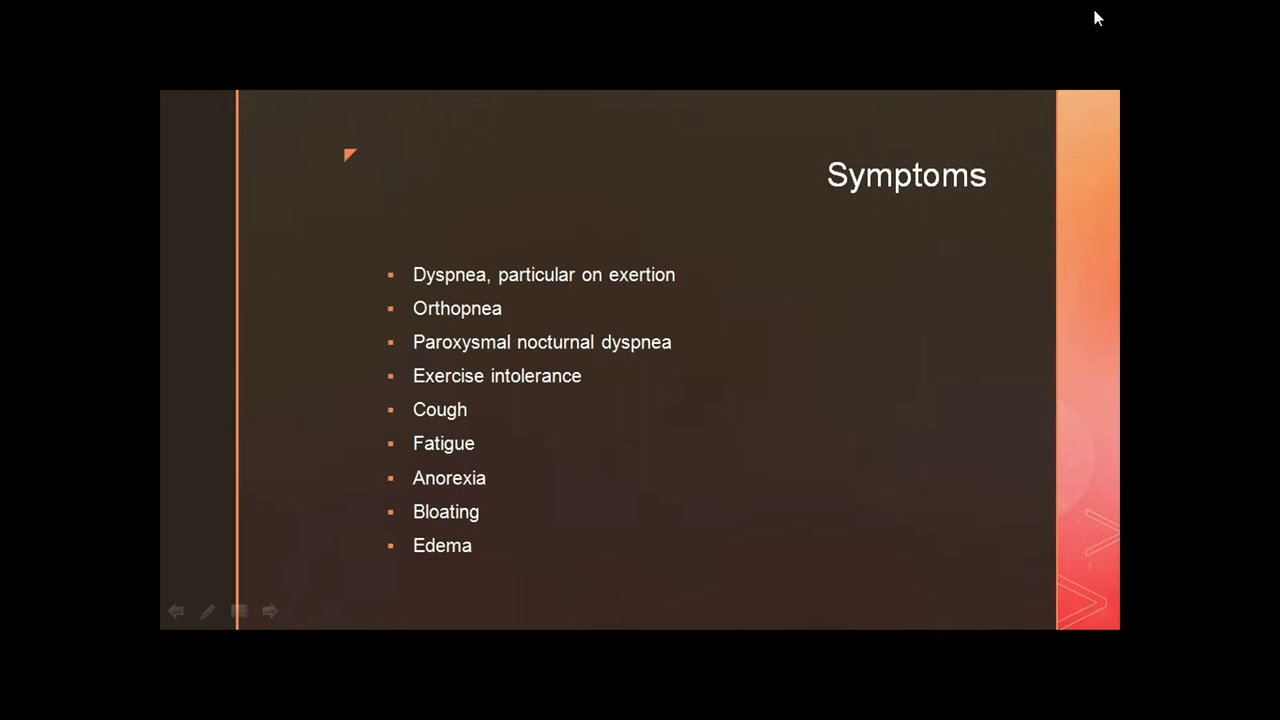 Symptoms
Dyspnea, particular on exertion
Orthopnea
Paroxysmal nocturnal dyspnea
Exercise intolerance
Cough
Fatigue
Anorexia
Bloating
Edema